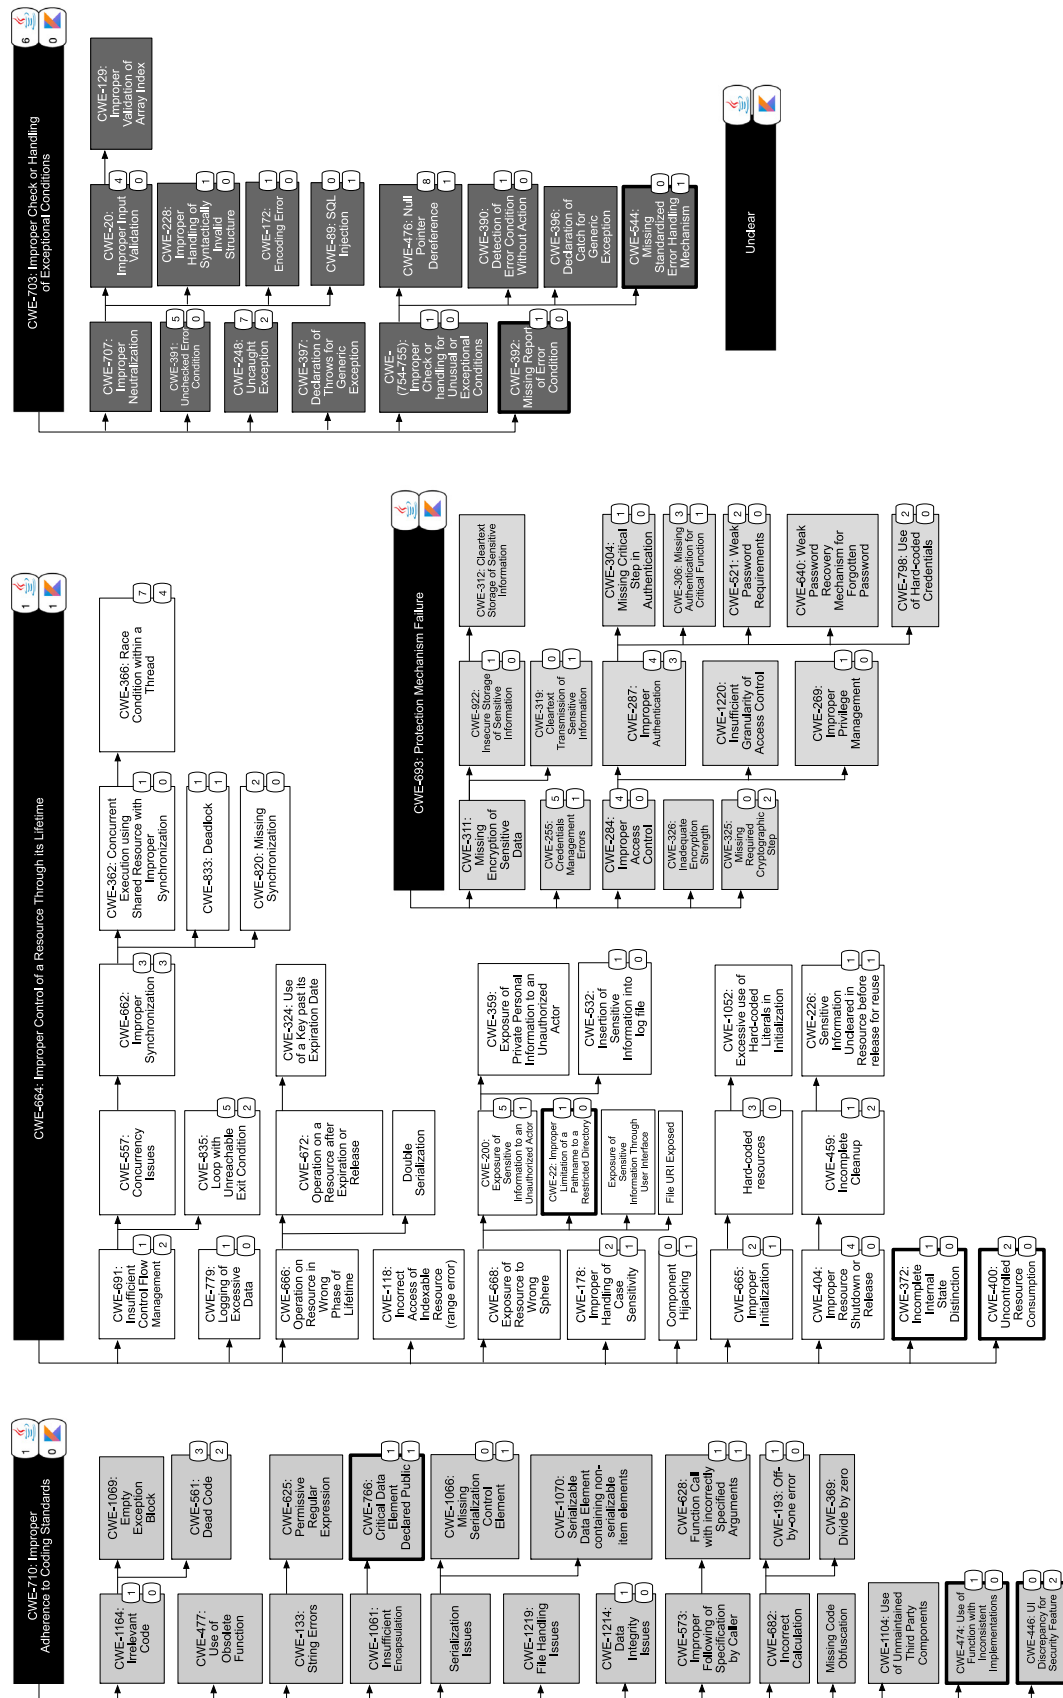 CWE-710: Improper
Adherence to Coding Standards
1
0
CWE-1164:
Irrelevant
Code
1
0
CWE-1069:
Empty
Exception
Block
CWE-561:
Dead Code
3
2
CWE-477:
Use of
Obsolete
Function
CWE-133:
String Errors
CWE-625:
Permissive
Regular
Expression
CWE-1061:
Insufficient
Encapsulation
CWE-766:
Critical Data
Element
Declared Public
1
1
Serialization
Issues
CWE-1066:
Missing
Serialization
Control
Element
0
1
CWE-1070:
Serializable
Data Element
containing non-
serializable
item elements
CWE-1219:
File Handling
Issues
CWE-1214:
Data
Integrity
Issues
1
0
CWE-573:
Improper
Following of
Specification
by Caller
CWE-628:
Function Call
with incorrectly
Specified
Arguments
1
1
CWE-682:
Incorrect
Calculation
CWE-193: Off-
by-one error
1
0
CWE-369:
Divide by zero
Missing Code
Obfuscation
CWE-1104: Use
of Unmaintained
Third Party
Components
CWE-474: Use of
Function with
Inconsistent
Implementations
1
0
CWE-446: UI
Discrepancy for
Security Feature
0
2
CWE-664: Improper Control of a Resource Through its Lifetime
1
1
CWE-691:
Insufficient
Control Flow
Management
1
2
CWE-557:
Concurrency
Issues
CWE-662:
Improper
Synchronization
3
3
CWE-362: Concurrent
Execution using
Shared Resource with
Improper
Synchronization
1
0
CWE-366: Race
Condition within a
Thread
7
4
CWE-833: Deadlock
1
1
CWE-820: Missing
Synchronization
2
0
CWE-835:
Loop with
Unreachable
Exit Condition
5
2
CWE-779:
Logging of
Excessive
Data
1
0
CWE-666:
Operation on
Resource in
Wrong
Phase of
Lifetime
CWE-672:
Operation on a
Resource after
Expiration or
Release
CWE-324: Use
of a Key past its
Expiration Date
Double
Serialization
CWE-118:
Incorrect
Access of
Indexable
Resource
(range error)
CWE-668:
Exposure of
Resource to
Wrong
Sphere
CWE-200:
Exposure of
Sensitive
Information to an
Unauthorized Actor
5
1
CWE-359:
Exposure of
Private Personal
Information to an
Unauthorized
Actor
CWE-532:
Insertion of
Sensitive
Information into
log file
1
0
CWE-22: Improper
Limitation of a
Pathname to a
Restricted Directory
1
0
Exposure of
Sensitive
Information Through
User Interface
File URI Exposed
CWE-178:
Improper
Handling of
Case
Sensitivity
2
1
Component
Hijacking
0
1
CWE-665:
Improper
Initialization
2
1
Hard-coded
resources
3
0
CWE-1052:
Excessive use of
Hard-coded
Literals in
Initialization
CWE-404:
Improper
Resource
Shutdown or
Release
4
0
CWE-459:
Incomplete
Cleanup
1
2
CWE-226:
Sensitive
Information
Uncleared in
Resource before
release for reuse
1
1
CWE-372:
Incomplete
Internal
State
Distinction
1
0
CWE-400:
Uncontrolled
Resource
Consumption
2
0
CWE-693: Protection Mechanism Failure
CWE-311:
Missing
Encryption of
Sensitive
Data
CWE-922:
Insecure Storage
of Sensitive
Information
1
0
CWE-312: Cleartext
Storage of Sensitive
Information
CWE-319:
Cleartext
Transmission of
Sensitive
Information
0
1
CWE-255:
Credentials
Management
Errors
5
1
CWE-284:
Improper
Access
Control
4
0
CWE-287:
Improper
Authentication
4
3
CWE-304:
Missing Critical
Step in
Authentication
1
0
CWE-306: Missing
Authentication for
Critical Function
3
1
CWE-521: Weak
Password
Requirements
2
0
CWE-640: Weak
Password
Recovery
Mechanism for
Forgotten
Password
CWE-798: Use
of Hard-coded
Credentials
2
0
CWE-1220:
Insufficient
Granularity of
Access Control
CWE-269:
Improper
Privilege
Management
1
0
CWE-326:
Inadequate
Encryption
Strength
CWE-325:
Missing
Required
Cryptographic
Step
0
2
CWE-703: Improper Check or Handling
of Exceptional Conditions
6
0
CWE-707:
Improper
Neutralization
CWE-20:
Improper Input
Validation
4
0
CWE-129:
Improper
Validation of
Array Index
CWE-228:
Improper
Handling of
Syntactically
Invalid
Structure
1
0
CWE-172:
Encoding Error
1
0
CWE-89: SQL
Injection
0
1
CWE-391:
Unchecked Error
Condition
5
0
CWE-248:
Uncaught
Exception
7
2
CWE-397:
Declaration of
Throws for
Generic
Exception
CWE-
(754-755):
Improper
Check or
handling for
Unusual or
Exceptional
Conditions
1
0
CWE-476: Null
Pointer
Dereference
8
1
CWE-390:
Detection of
Error Condition
Without Action
1
0
CWE-396:
Declaration of
Catch for
Generic
Exception
CWE-544:
Missing
Standardized
Error Handling
Mechanism
0
1
CWE-392:
Missing Report
of Error
Condition
1
0
Unclear